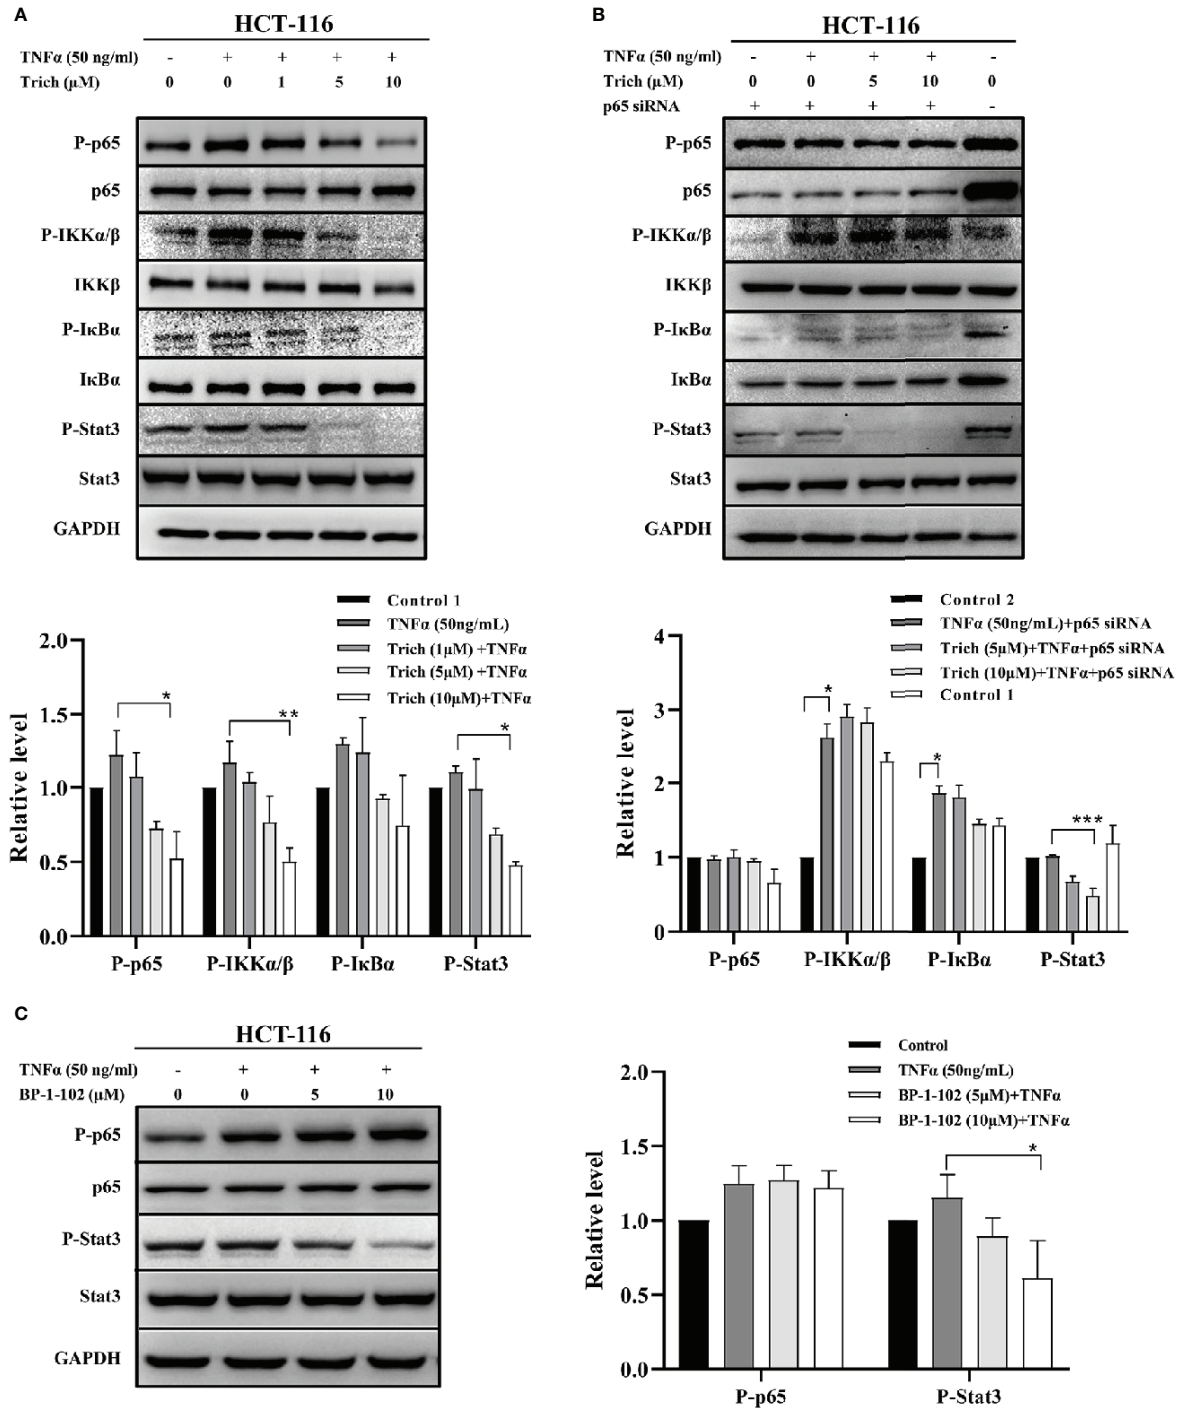 A
HCT-116
TNFα (50 ng/ml) - + + + +
Trich (μM) 0 0 1 5 10
P-p65
p65
P-IKKα/β
IKKβ
P-IκBα
IκBα
P-Stat3
Stat3
GAPDH
Control 1
TNFα (50ng/mL)
Trich (1μM) +TNFα
Trich (5μM) +TNFα
Trich (10μM)+TNFα
Relative level
2.0
1.5
1.0
0.5
0.0
* ** *
P-p65 P-IKKα/β P-IκBα P-Stat3
B
HCT-116
TNFα (50 ng/ml) - + + + -
Trich (μM) 0 0 5 10 0
p65 siRNA + + + + -
P-p65
p65
P-IKKα/β
IKKβ
P-IκBα
IκBα
P-Stat3
Stat3
GAPDH
Control 2
TNFα (50ng/mL)+p65 siRNA
Trich (5μM)+TNFα+p65 siRNA
Trich (10μM)+TNFα+p65 siRNA
Control 1
Relative level
4
3
2
1
0
* * ***
P-p65 P-IKKα/β P-IκBα P-Stat3
C
HCT-116
TNFα (50 ng/ml) - + + +
BP-1-102 (μM) 0 0 5 10
P-p65
p65
P-Stat3
Stat3
GAPDH
Control
TNFα (50ng/mL)
BP-1-102 (5μM)+TNFα
BP-1-102 (10μM)+TNFα
Relative level
2.0
1.5
1.0
0.5
0.0
*
P-p65 P-Stat3